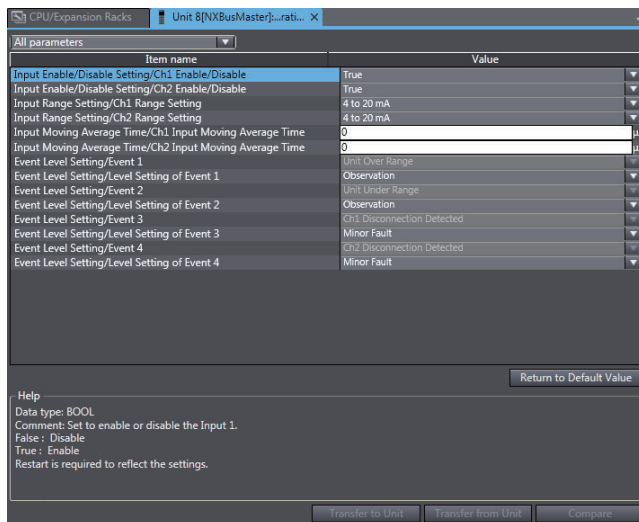 CPU/Expansion Racks
Unit 8[NXBusMaster]:...rati... ×
All parameters
Item name Value
Input Enable/Disable Setting/Ch1 Enable/Disable True
Input Enable/Disable Setting/Ch2 Enable/Disable True
Input Range Setting/Ch1 Range Setting 4 to 20 mA
Input Range Setting/Ch2 Range Setting 4 to 20 mA
Input Moving Average Time/Ch1 Input Moving Average Time 0 µ
Input Moving Average Time/Ch2 Input Moving Average Time 0 µ
Event Level Setting/Event 1 Unit Over Range
Event Level Setting/Level Setting of Event 1 Observation
Event Level Setting/Event 2 Unit Under Range
Event Level Setting/Level Setting of Event 2 Observation
Event Level Setting/Event 3 Ch1 Disconnection Detected
Event Level Setting/Level Setting of Event 3 Minor Fault
Event Level Setting/Event 4 Ch2 Disconnection Detected
Event Level Setting/Level Setting of Event 4 Minor Fault
Return to Default Value
Help
Data type: BOOL
Comment: Set to enable or disable the Input 1.
False : Disable
True : Enable
Restart is required to reflect the settings.
Transfer to Unit Transfer from Unit Compare